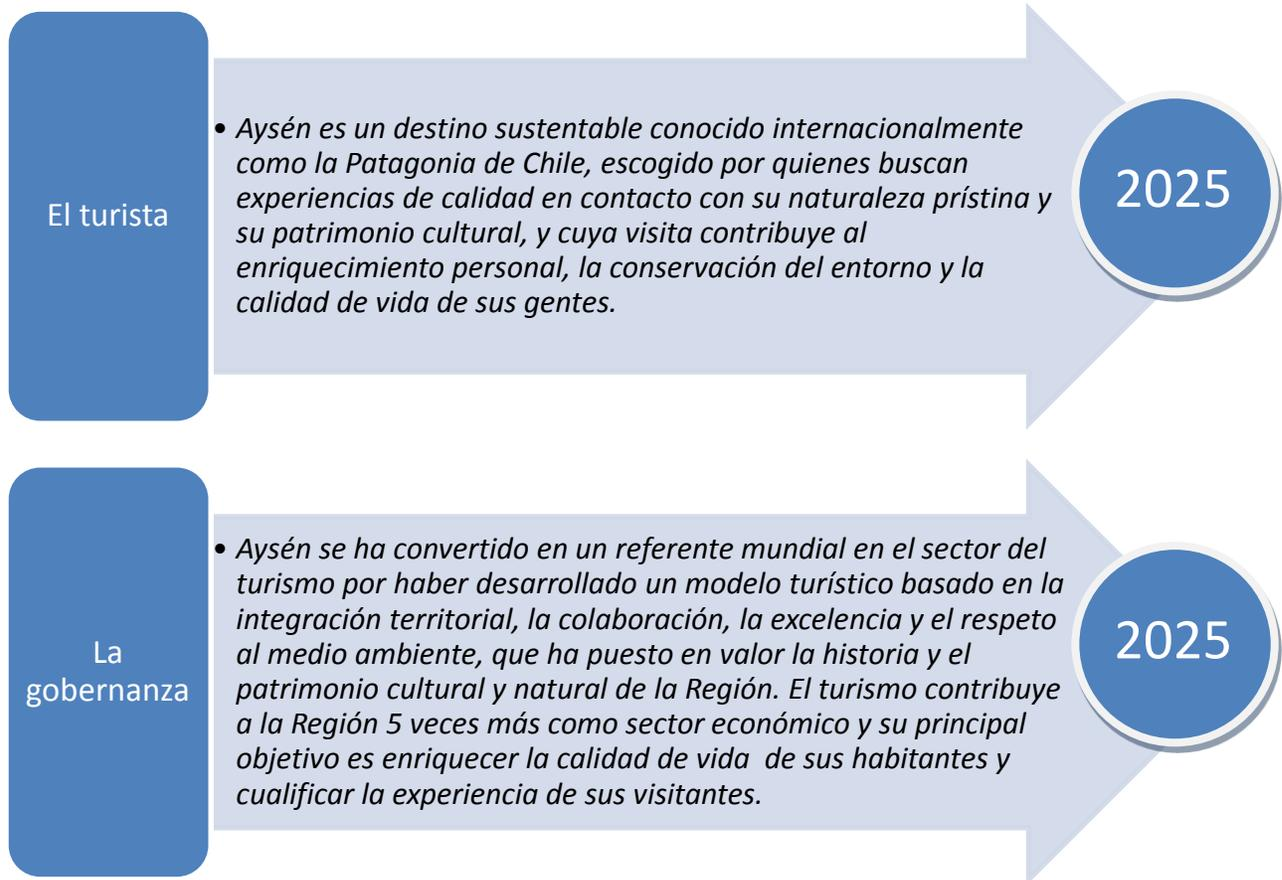 El turista
• Aysén es un destino sustentable conocido internacionalmente
como la Patagonia de Chile, escogido por quienes buscan
experiencias de calidad en contacto con su naturaleza prístina y
su patrimonio cultural, y cuya visita contribuye al
enriquecimiento personal, la conservación del entorno y la
calidad de vida de sus gentes.
2025
La
gobernanza
• Aysén se ha convertido en un referente mundial en el sector del
turismo por haber desarrollado un modelo turístico basado en la
integración territorial, la colaboración, la excelencia y el respeto
al medio ambiente, que ha puesto en valor la historia y el
patrimonio cultural y natural de la Región. El turismo contribuye
a la Región 5 veces más como sector económico y su principal
objetivo es enriquecer la calidad de vida  de sus habitantes y
cualificar la experiencia de sus visitantes.
2025